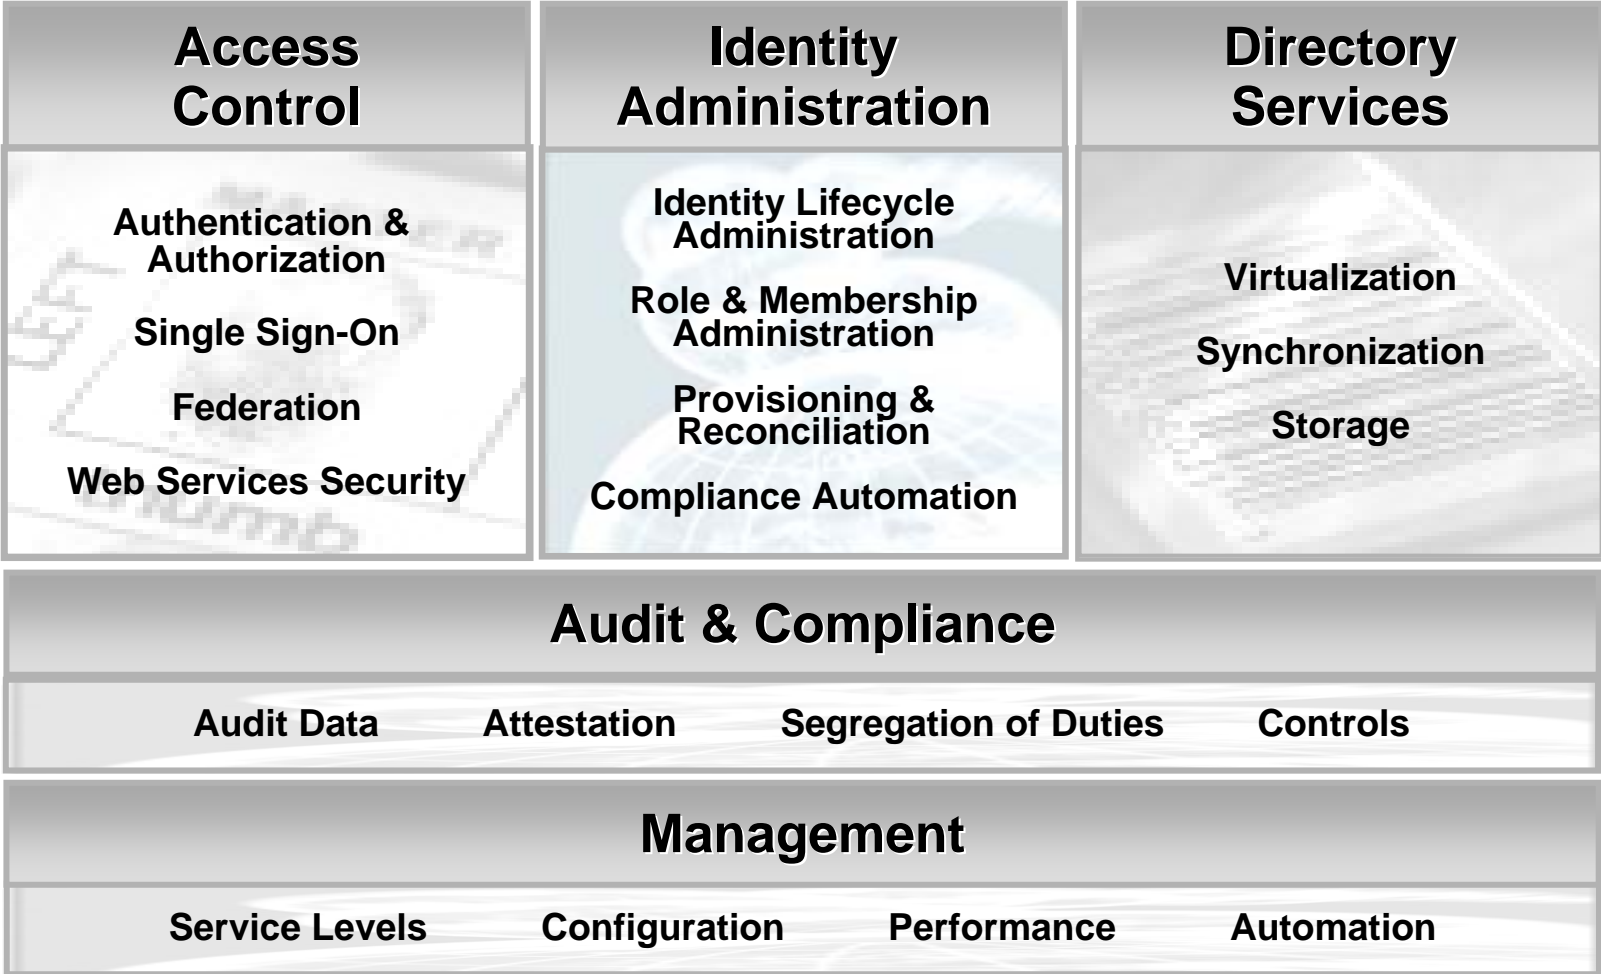 Access
Control
Identity
Administration
Directory
Services
Authentication &
Authorization
Single Sign-On
Federation
Web Services Security
Identity Lifecycle
Administration
Role & Membership
Administration
Provisioning &
Reconciliation
Compliance Automation
Virtualization
Synchronization
Storage
LEFT
THUMB
Audit & Compliance
Audit Data Attestation Segregation of Duties Controls
Management
Service Levels Configuration Performance Automation